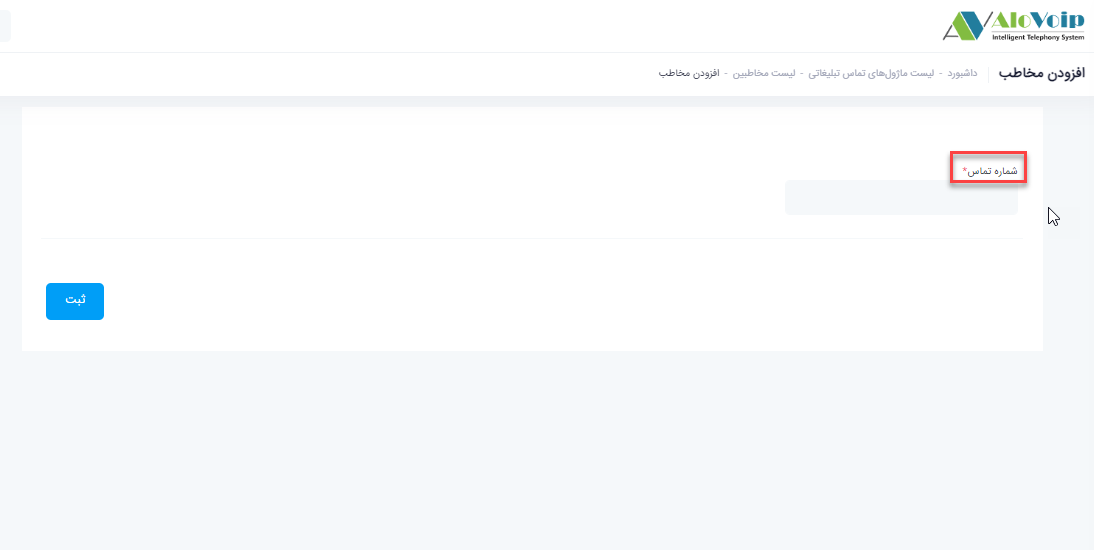 AloVoip
Intelligent Telephony System
افزودن مخاطب
داشبورد - لیست ماژول‌های تماس تبلیغاتی - لیست مخاطبین - افزودن مخاطب
شماره تماس*
ثبت